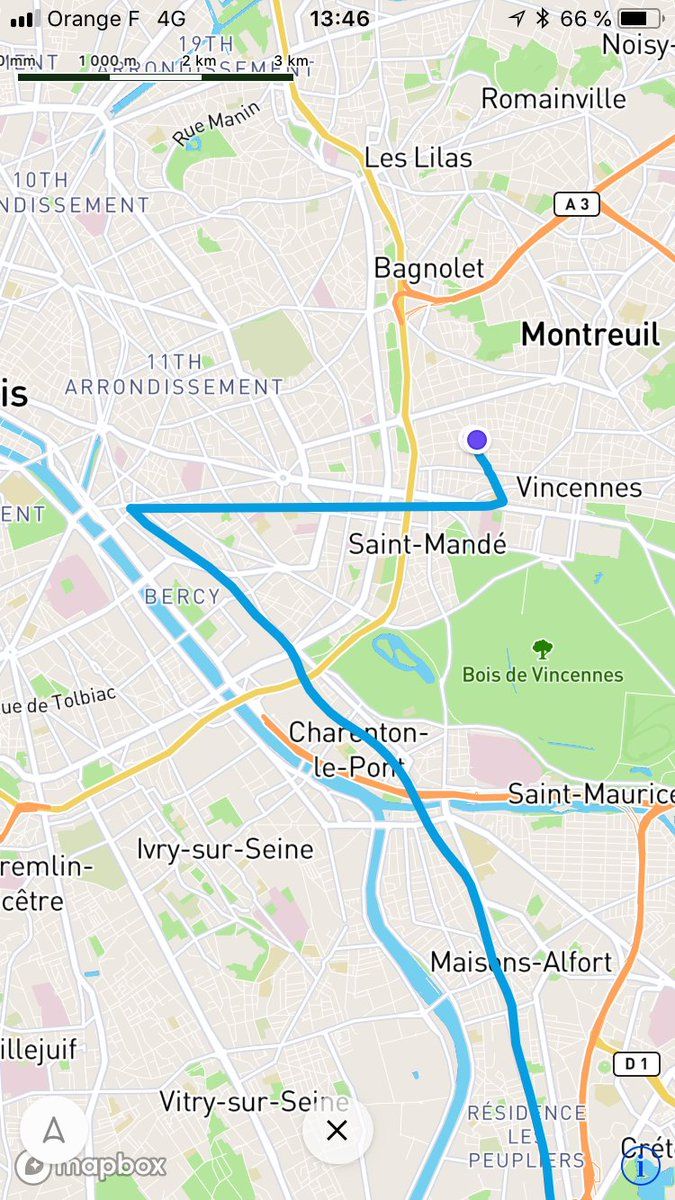 Orange F 4G 13:46 66 %
Noisy-
19TH
ARRONDISSEMENT
1 000 m 2 km 3 km
Romainville
Rue Manin
Les Lilas
10TH
NDISSEMENT
A 3
Bagnolet
Montreuil
11TH
ARRONDISSEMENT
is
Vincennes
ENT
Saint-Mandé
BERCY
Bois de Vincennes
ue de Tolbiac
Charenton-
le-Pont
Saint-Maurice
Ivry-sur-Seine
remlin-
cêtre
Maisons-Alfort
illejuif
D 1
Vitry-sur-Seine
RÉSIDENCE
LES
PEUPLIERS
Crét
mapbox